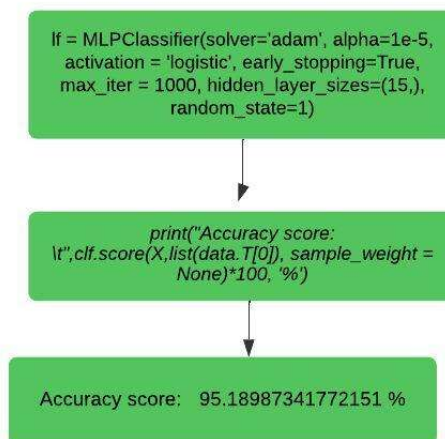 lf = MLPClassifier(solver='adam', alpha=1e-5,
activation = 'logistic', early_stopping=True,
max_iter = 1000, hidden_layer_sizes=(15,),
random_state=1)
print("Accuracy score:
\t",clf.score(X,list(data.T[0]), sample_weight =
None)*100, '%')
Accuracy score: 95.18987341772151 %